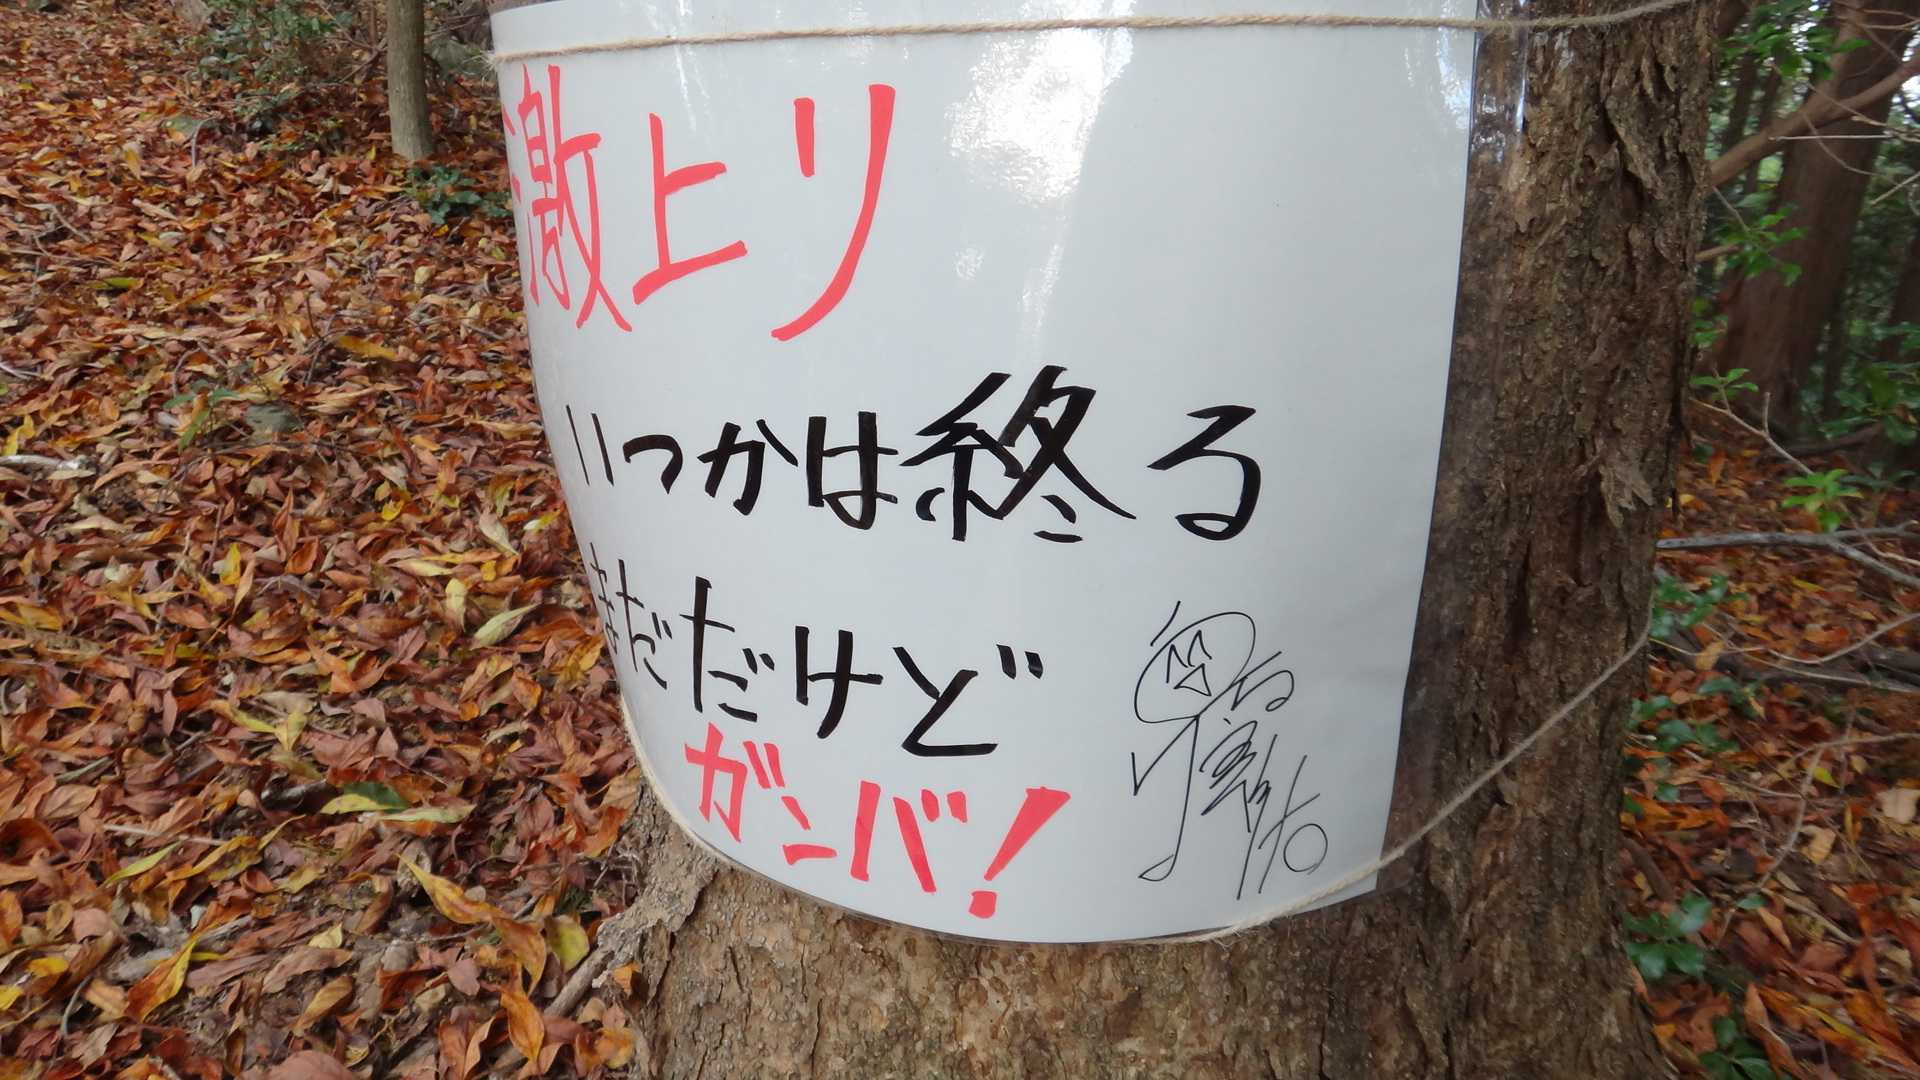 激上り
いつかは終る
まだだけど
ガンバ!